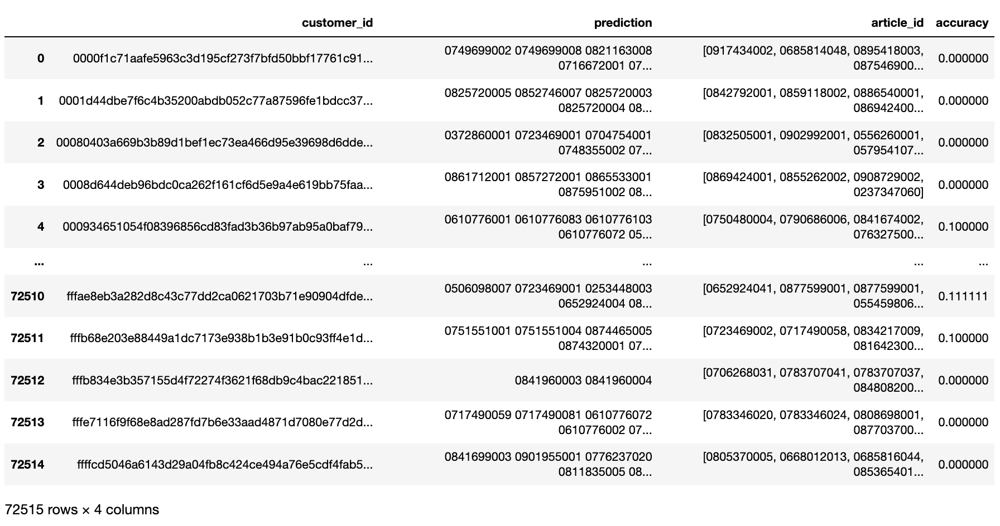 customer_id prediction article_id accuracy
0 0000f1c71aafe5963c3d195cf273f7bfd50bbf17761c91... 0749699002 0749699008 0821163008 0716672001 07... [0917434002, 0685814048, 0895418003, 087546900... 0.000000
1 0001d44dbe7f6c4b35200abdb052c77a87596fe1bdcc37... 0825720005 0852746007 0825720003 0825720004 08... [0842792001, 0859118002, 0886540001, 086942400... 0.000000
2 00080403a669b3b89d1bef1ec73ea466d95e39698d6dde... 0372860001 0723469001 0704754001 0748355002 07... [0832505001, 0902992001, 0556260001, 057954107... 0.000000
3 0008d644deb96bdc0ca262f161cf6d5e9a4e619bb75faa... 0861712001 0857272001 0865533001 0875951002 08... [0869424001, 0855262002, 0908729002, 0237347060] 0.000000
4 000934651054f08396856cd83fad3b36b97ab95a0baf79... 0610776001 0610776083 0610776103 0610776072 05... [0750480004, 0790686006, 0841674002, 076327500... 0.100000
... ... ... ... ...
72510 fffae8eb3a282d8c43c77dd2ca0621703b71e90904dfde... 0506098007 0723469001 0253448003 0652924004 08... [0652924041, 0877599001, 0877599001, 055459806... 0.111111
72511 fffb68e203e88449a1dc7173e938b1b3e91b0c93ff4e1d... 0751551001 0751551004 0874465005 0874320001 07... [0723469002, 0717490058, 0834217009, 081642300... 0.100000
72512 fffb834e3b357155d4f72274f3621f68db9c4bac221851... 0841960003 0841960004 [0706268031, 0783707041, 0783707037, 084808200... 0.000000
72513 fffe7116f9f68e8ad287fd7b6e33aad4871d7080e77d2d... 0717490059 0717490081 0610776072 0610776002 07... [0783346020, 0783346024, 0808698001, 087703700... 0.000000
72514 ffffcd5046a6143d29a04fb8c424ce494a76e5cdf4fab5... 0841699003 0901955001 0776237020 0811835005 08... [0805370005, 0668012013, 0685816044, 085365401... 0.000000
72515 rows × 4 columns